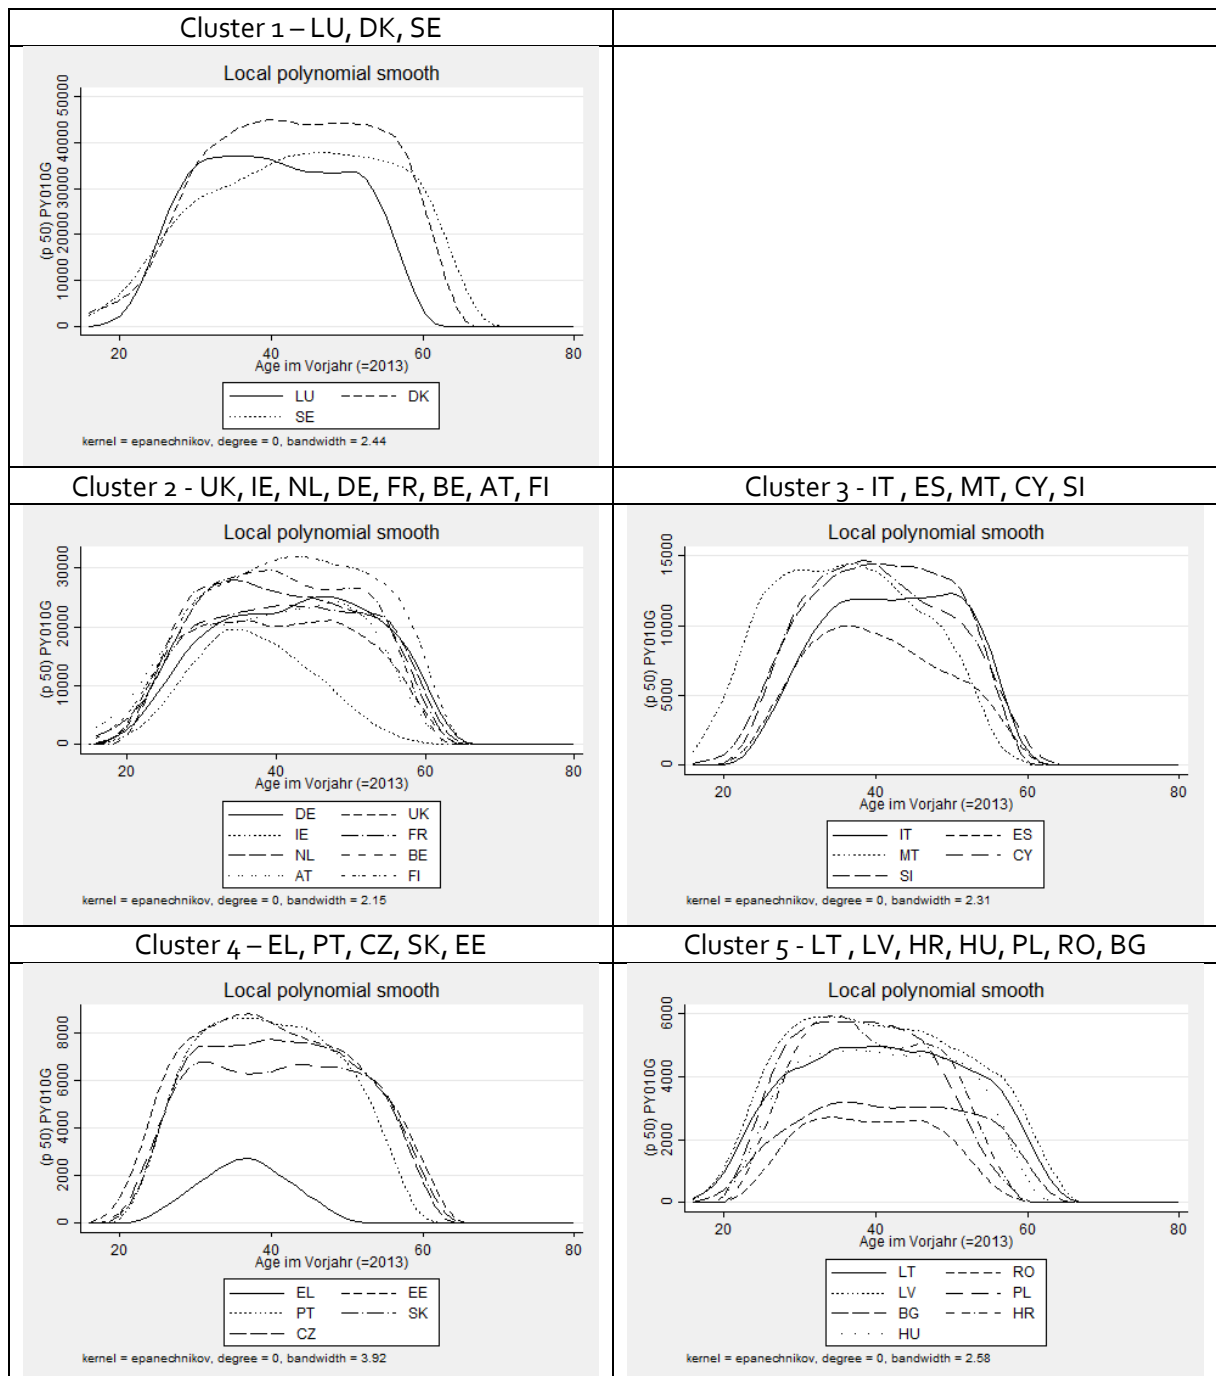 Cluster 1 – LU, DK, SE
Local polynomial smooth
(p 50) PY010G
0 10000 20000 30000 40000 50000
20 40 60 80
Age im Vorjahr (=2013)
LU DK
SE
kernel = epanechnikov, degree = 0, bandwidth = 2.44
Cluster 2 - UK, IE, NL, DE, FR, BE, AT, FI
Local polynomial smooth
(p 50) PY010G
0 10000 20000 30000
20 40 60 80
Age im Vorjahr (=2013)
DE UK
IE FR
NL BE
AT FI
kernel = epanechnikov, degree = 0, bandwidth = 2.15
Cluster 3 - IT , ES, MT, CY, SI
Local polynomial smooth
(p 50) PY010G
0 5000 10000 15000
20 40 60 80
Age im Vorjahr (=2013)
IT ES
MT CY
SI
kernel = epanechnikov, degree = 0, bandwidth = 2.31
Cluster 4 – EL, PT, CZ, SK, EE
Local polynomial smooth
(p 50) PY010G
0 2000 4000 6000 8000
20 40 60 80
Age im Vorjahr (=2013)
EL EE
PT SK
CZ
kernel = epanechnikov, degree = 0, bandwidth = 3.92
Cluster 5 - LT , LV, HR, HU, PL, RO, BG
Local polynomial smooth
(p 50) PY010G
0 2000 4000 6000
20 40 60 80
Age im Vorjahr (=2013)
LT RO
LV PL
BG HR
HU
kernel = epanechnikov, degree = 0, bandwidth = 2.58